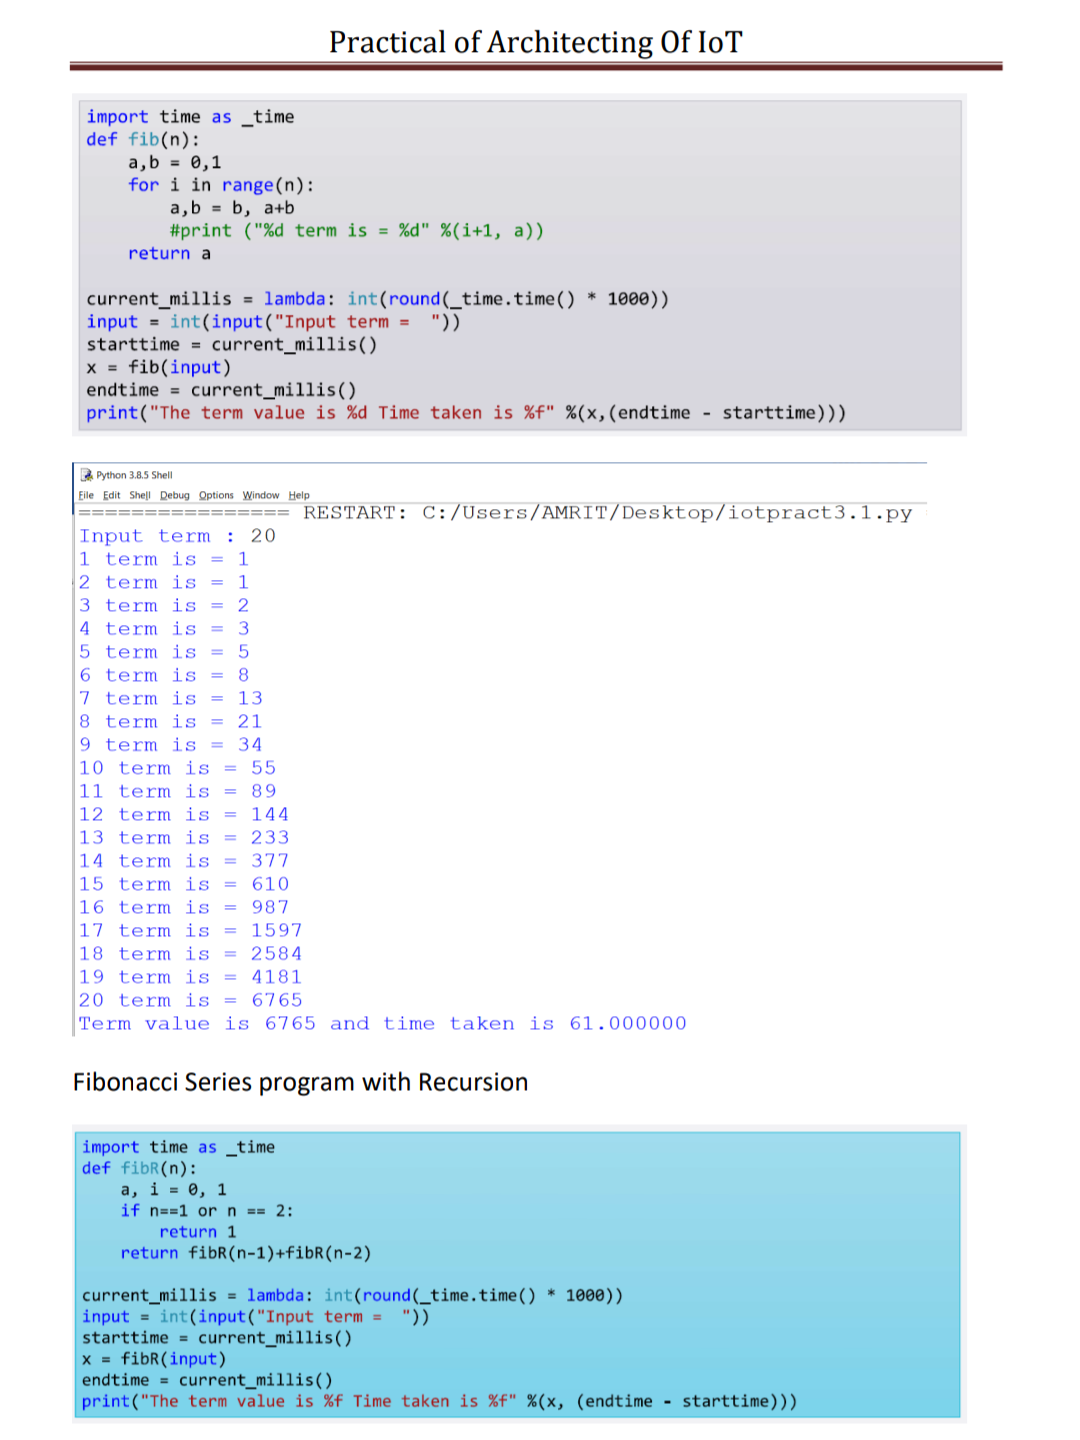 Practical of Architecting Of IoT
import time as _time
def fib(n):
    a,b = 0,1
    for i in range(n):
        a,b = b, a+b
        #print ("%d term is = %d" %(i+1, a))
    return a
current_millis = lambda: int(round(_time.time() * 1000))
input = int(input("Input term =  "))
starttime = current_millis()
x = fib(input)
endtime = current_millis()
print("The term value is %d Time taken is %f" %(x,(endtime - starttime)))
Python 3.8.5 Shell
File Edit Shell Debug Options Window Help
================ RESTART: C:/Users/AMRIT/Desktop/iotpract3.1.py
Input term : 20
1 term is = 1
2 term is = 1
3 term is = 2
4 term is = 3
5 term is = 5
6 term is = 8
7 term is = 13
8 term is = 21
9 term is = 34
10 term is = 55
11 term is = 89
12 term is = 144
13 term is = 233
14 term is = 377
15 term is = 610
16 term is = 987
17 term is = 1597
18 term is = 2584
19 term is = 4181
20 term is = 6765
Term value is 6765 and time taken is 61.000000
Fibonacci Series program with Recursion
import time as _time
def fibR(n):
    a, i = 0, 1
    if n==1 or n == 2:
        return 1
    return fibR(n-1)+fibR(n-2)
current_millis = lambda: int(round(_time.time() * 1000))
input = int(input("Input term =  "))
starttime = current_millis()
x = fibR(input)
endtime = current_millis()
print("The term value is %f Time taken is %f" %(x, (endtime - starttime)))